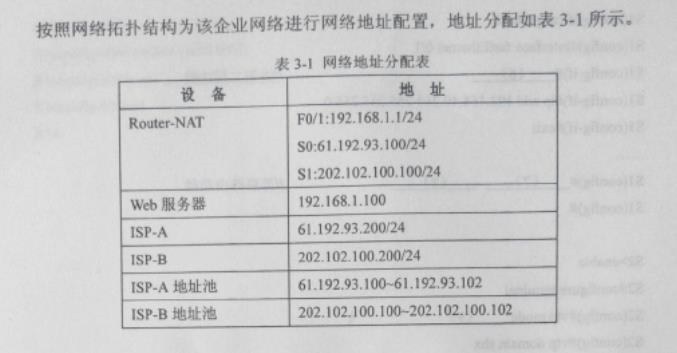 按照网络拓扑结构为该企业网络进行网络地址配置，地址分配如表 3-1 所示。
表 3-1 网络地址分配表
设 备 地 址
Router-NAT F0/1:192.168.1.1/24
S0:61.192.93.100/24
S1:202.102.100.100/24
Web 服务器 192.168.1.100
ISP-A 61.192.93.200/24
ISP-B 202.102.100.200/24
ISP-A 地址池 61.192.93.100~61.192.93.102
ISP-B 地址池 202.102.100.100~202.102.100.102